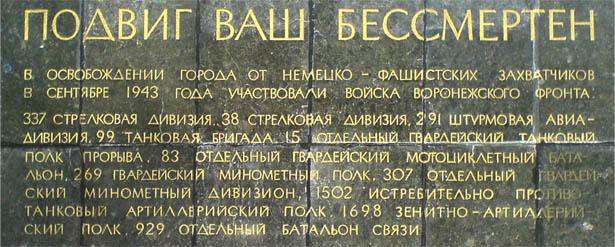 ПОДВИГ ВАШ БЕССМЕРТЕН
В ОСВОБОЖДЕНИИ ГОРОДА ОТ НЕМЕЦКО – ФАШИСТСКИХ ЗАХВАТЧИКОВ
В СЕНТЯБРЕ 1943 ГОДА УЧАСТВОВАЛИ ВОЙСКА ВОРОНЕЖСКОГО ФРОНТА:
337 СТРЕЛКОВАЯ ДИВИЗИЯ, 38 СТРЕЛКОВАЯ ДИВИЗИЯ, 291 ШТУРМОВАЯ АВИА-
ДИВИЗИЯ, 99 ТАНКОВАЯ БРИГАДА, 15 ОТДЕЛЬНЫЙ ГВАРДЕЙСКИЙ ТАНКОВЫЙ
ПОЛК ПРОРЫВА, 83 ОТДЕЛЬНЫЙ ГВАРДЕЙСКИЙ МОТОЦИКЛЕТНЫЙ БАТА-
ЛЬОН, 269 ГВАРДЕЙСКИЙ МИНОМЕТНЫЙ ПОЛК, 307 ОТДЕЛЬНЫЙ ГВАРДЕЙ-
СКИЙ МИНОМЕТНЫЙ ДИВИЗИОН, 1502 ИСТРЕБИТЕЛЬНО ПРОТИВО-
ТАНКОВЫЙ АРТИЛЛЕРИЙСКИЙ ПОЛК, 1698 ЗЕНИТНО-АРТИЛЛЕРИЙ-
СКИЙ ПОЛК, 929 ОТДЕЛЬНЫЙ БАТАЛЬОН СВЯЗИ